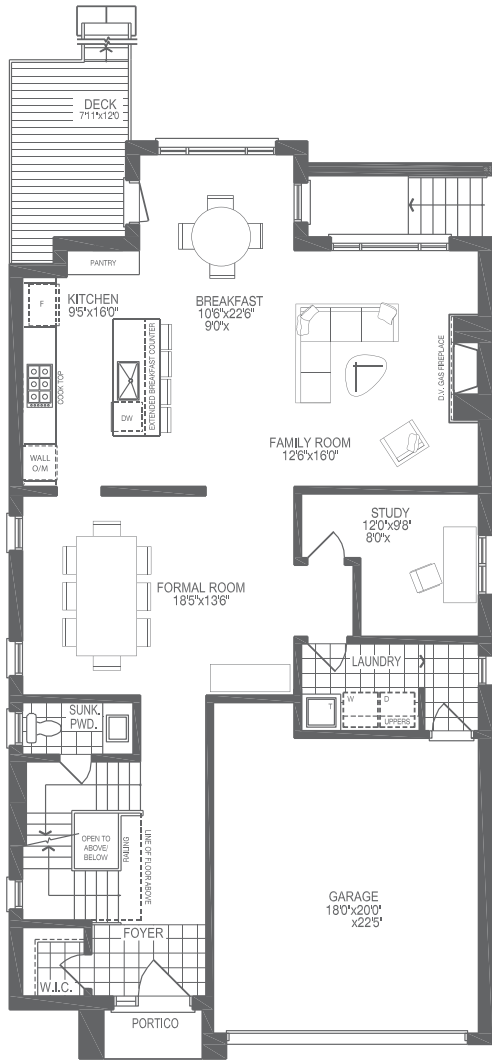 DECK
7'11"x12'0
PANTRY
F
KITCHEN
9'5"x16'0"
BREAKFAST
10'6"x22'6"
9'0"x
COOK TOP
EXTENDED BREAKFAST COUNTER
DW
D.V. GAS FIREPLACE
WALL
O/M
FAMILY ROOM
12'6"x16'0"
STUDY
12'0"x9'8"
8'0"x
FORMAL ROOM
18'5"x13'6"
LAUNDRY
W
D
T
UPPERS
SUNK.
PWD.
OPEN TO
ABOVE/
BELOW
RAILING
LINE OF FLOOR ABOVE
GARAGE
18'0"x20'0"
x22'5"
FOYER
W.I.C.
PORTICO